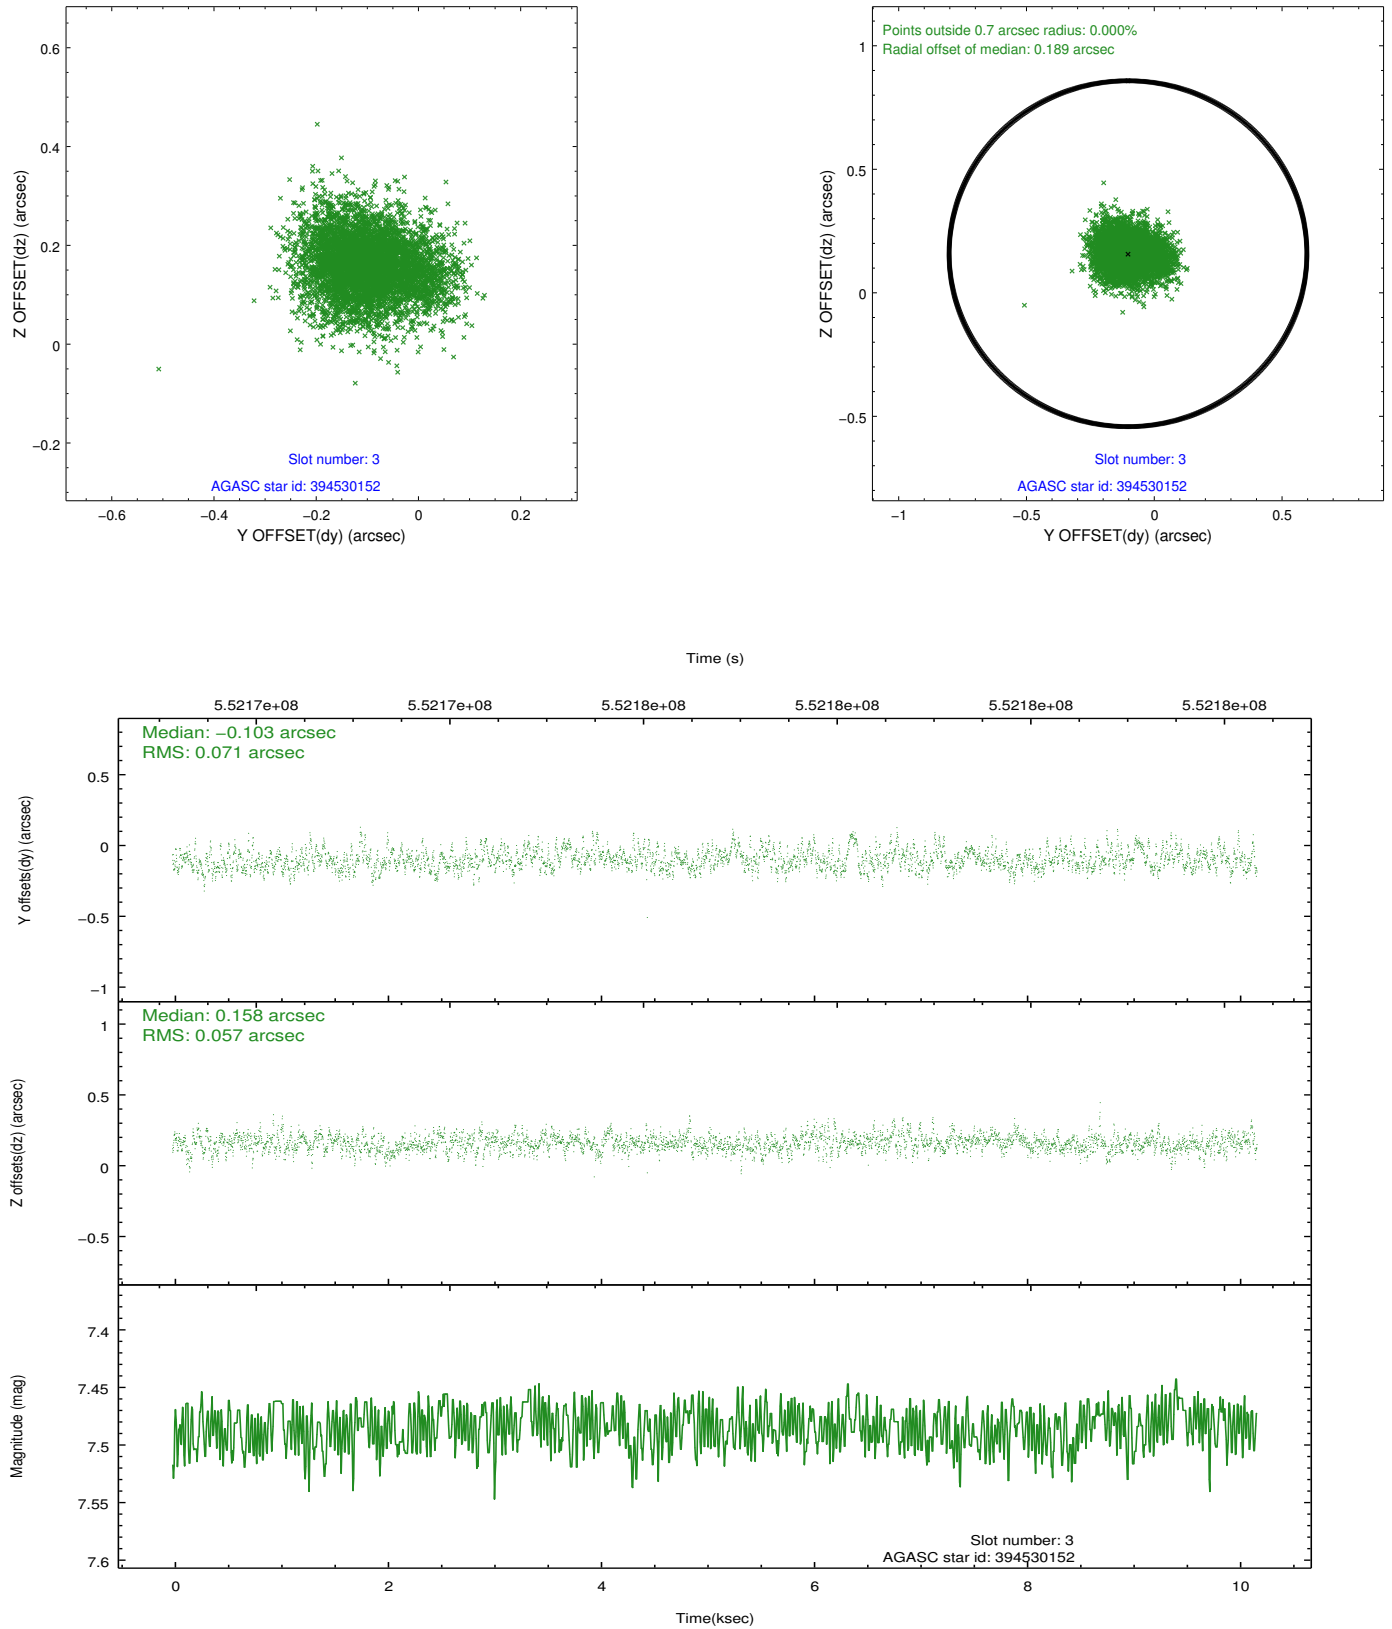 0.6
0.4
0.2
0
−0.2
Z OFFSET(dz) (arcsec)
Slot number: 3
AGASC star id: 394530152
−0.6 −0.4 −0.2 0 0.2
Y OFFSET(dy) (arcsec)
Points outside 0.7 arcsec radius: 0.000%
Radial offset of median: 0.189 arcsec
1
0.5
0
−0.5
Z OFFSET(dz) (arcsec)
Slot number: 3
AGASC star id: 394530152
−1 −0.5 0 0.5
Y OFFSET(dy) (arcsec)
Time (s)
5.5217e+08 5.5217e+08 5.5218e+08 5.5218e+08 5.5218e+08 5.5218e+08
Median: −0.103 arcsec
RMS: 0.071 arcsec
0.5
0
−0.5
−1
Y offsets(dy) (arcsec)
Median: 0.158 arcsec
RMS: 0.057 arcsec
1
0.5
0
−0.5
Z offsets(dz) (arcsec)
7.4
7.45
7.5
7.55
7.6
Magnitude (mag)
Slot number: 3
AGASC star id: 394530152
0 2 4 6 8 10
Time(ksec)